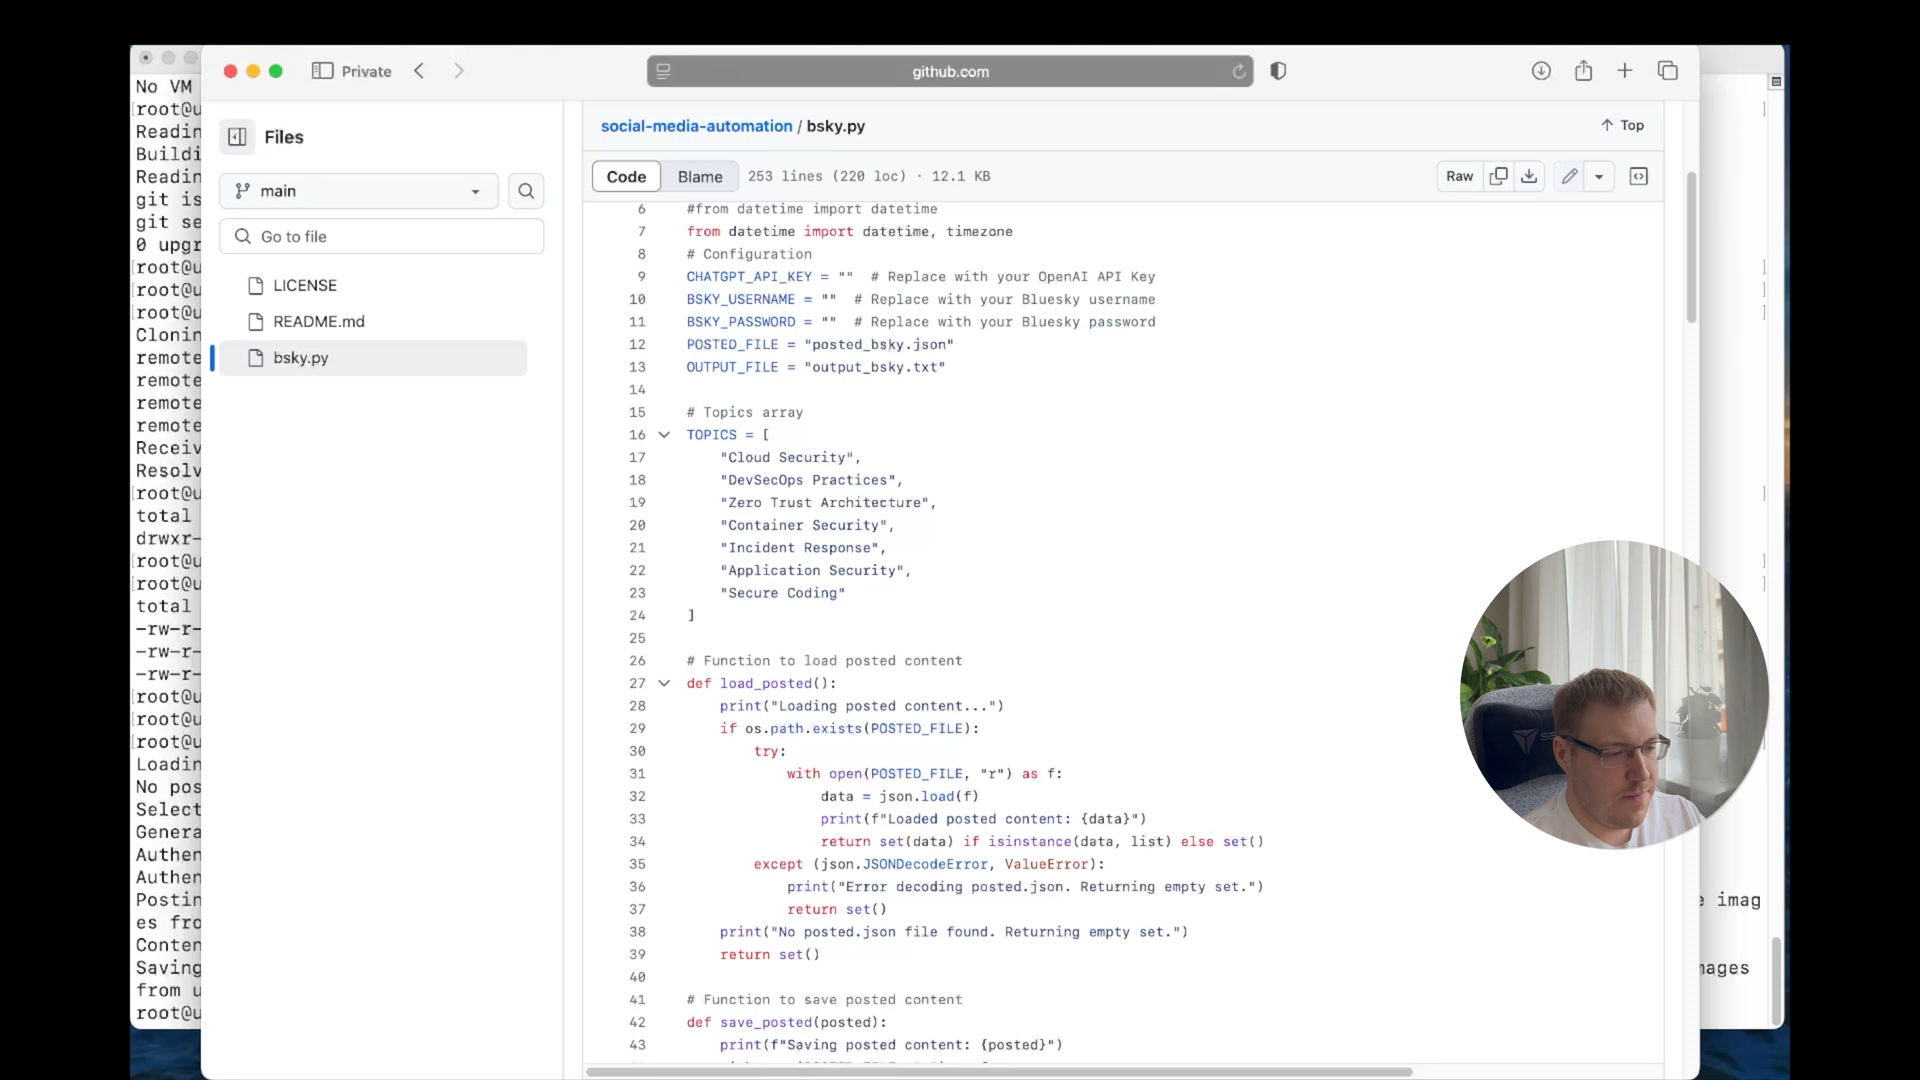 Private
github.com
No VM
[root@u
Readin
Buildi
Readin
git is
git se
0 upgr
[root@u
[root@u
[root@u
Clonin
remote
remote
remote
remote
Receiv
Resolv
[root@u
total
drwxr-
[root@u
[root@u
total
-rw-r-
-rw-r-
-rw-r-
[root@u
[root@u
[root@u
Loadin
No pos
Select
Genera
Authen
Authen
Postin
es fro
Conten
Saving
from u
root@u
Files
main
Go to file
LICENSE
README.md
bsky.py
social-media-automation / bsky.py
Top
Code
Blame
253 lines (220 loc) · 12.1 KB
Raw
6 #from datetime import datetime
7 from datetime import datetime, timezone
8 # Configuration
9 CHATGPT_API_KEY = "" # Replace with your OpenAI API Key
10 BSKY_USERNAME = "" # Replace with your Bluesky username
11 BSKY_PASSWORD = "" # Replace with your Bluesky password
12 POSTED_FILE = "posted_bsky.json"
13 OUTPUT_FILE = "output_bsky.txt"
14
15 # Topics array
16 TOPICS = [
17 "Cloud Security",
18 "DevSecOps Practices",
19 "Zero Trust Architecture",
20 "Container Security",
21 "Incident Response",
22 "Application Security",
23 "Secure Coding"
24 ]
25
26 # Function to load posted content
27 def load_posted():
28 print("Loading posted content...")
29 if os.path.exists(POSTED_FILE):
30 try:
31 with open(POSTED_FILE, "r") as f:
32 data = json.load(f)
33 print(f"Loaded posted content: {data}")
34 return set(data) if isinstance(data, list) else set()
35 except (json.JSONDecodeError, ValueError):
36 print("Error decoding posted.json. Returning empty set.")
37 return set()
38 print("No posted.json file found. Returning empty set.")
39 return set()
40
41 # Function to save posted content
42 def save_posted(posted):
43 print(f"Saving posted content: {posted}")
e imag
mages